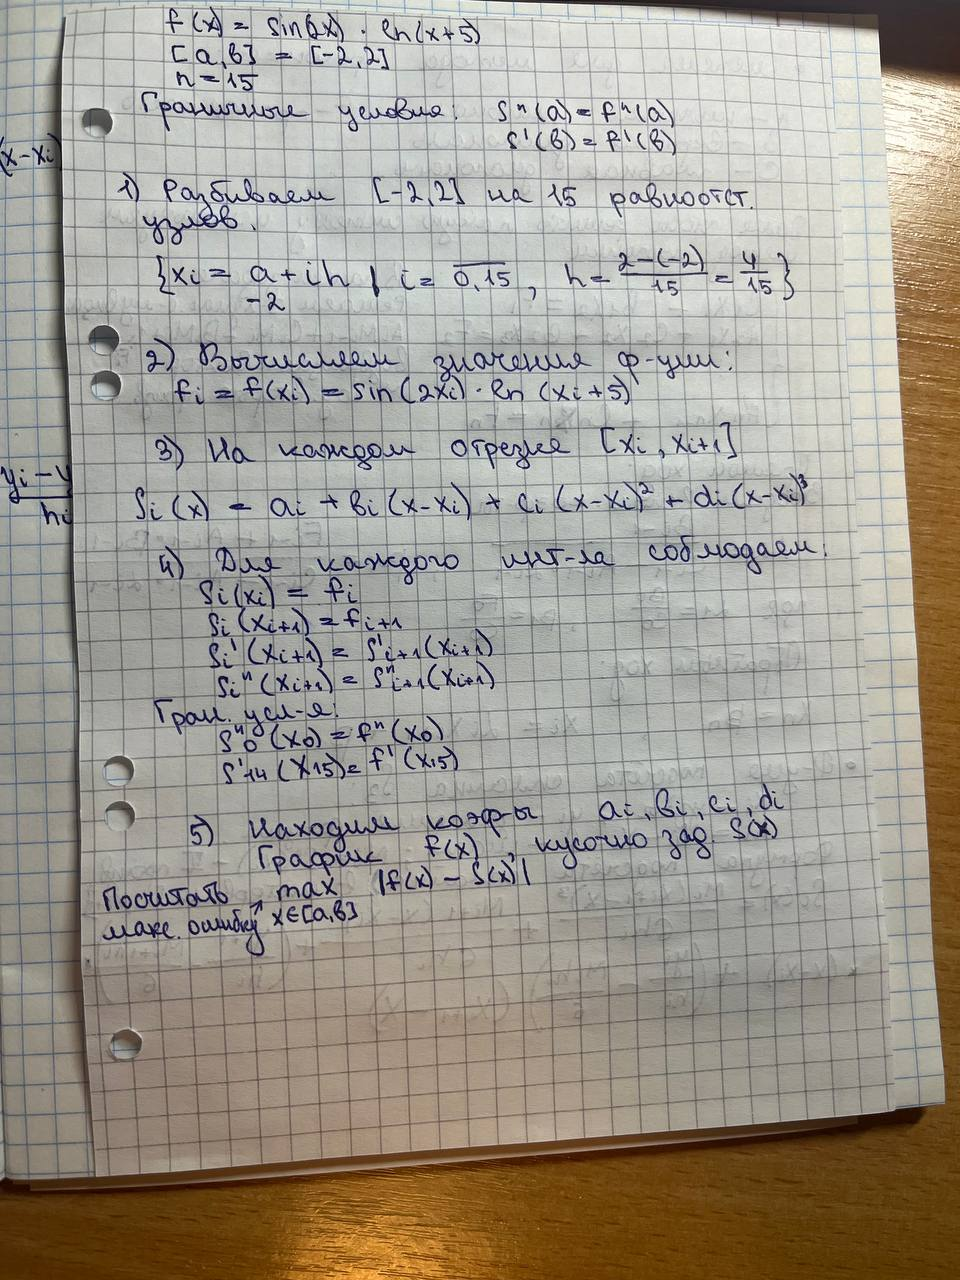 f(x) = sin(2x) · ln(x+5)
[a,b] = [-2,2]
n = 15
Граничные условия: S"(a) = f"(a)
S'(b) = f'(b)
(x-xi)
1) Разбиваем [-2,2] на 15 равноотст.
узлов.
{xi = a + ih | i = 0,15, h = 2-(-2)/15 = 4/15}
-2
2) Вычисляем значения ф-ции:
fi = f(xi) = sin(2xi) · ln(xi+5)
3) На каждом отрезке [xi, xi+1]
yi - y
hi
Si(x) = ai + bi(x-xi) + ci(x-xi)² + di(x-xi)³
4) Для каждого инт-ла соблюдаем:
Si(xi) = fi
Si(xi+1) = fi+1
Si'(xi+1) = S'i+1(xi+1)
Si"(xi+1) = S"i+1(xi+1)
Гран. усл-я:
S"0(x0) = f"(x0)
S'14(x15) = f'(x15)
5) Находим коэф-ы ai, bi, ci, di
График f(x), кусочно зад. S(x)
Посчитать max |f(x) - S(x)|
макс. ошибку x∈[a,b]